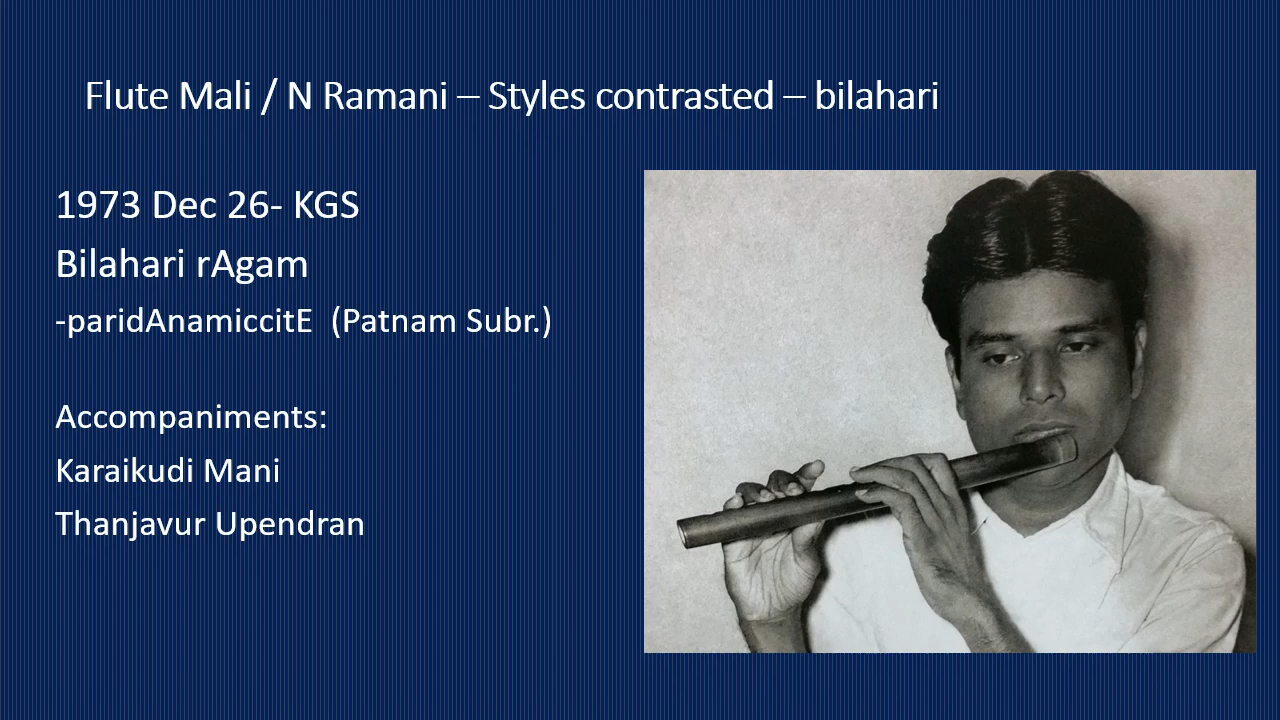 Flute Mali / N Ramani – Styles contrasted – bilahari
1973 Dec 26- KGS
Bilahari rAgam
-paridAnamiccitE (Patnam Subr.)
Accompaniments:
Karaikudi Mani
Thanjavur Upendran